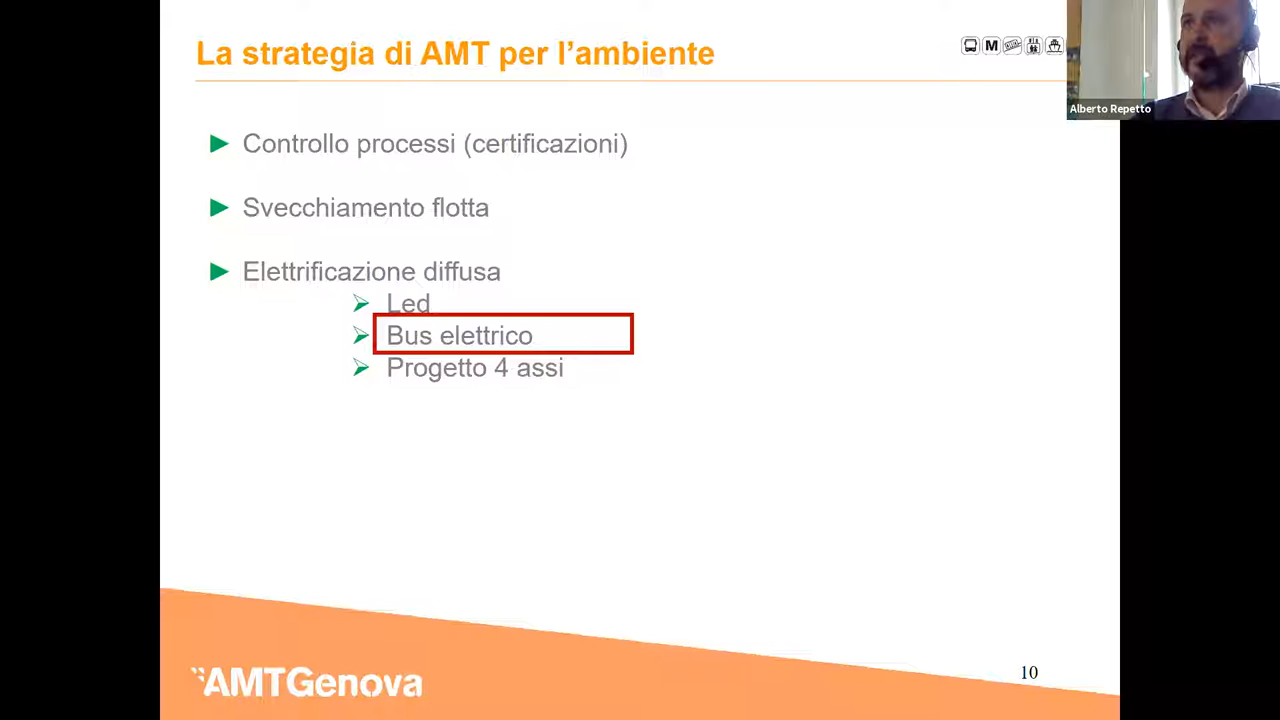 La strategia di AMT per l’ambiente
M
Alberto Repetto
► Controllo processi (certificazioni)
► Svecchiamento flotta
► Elettrificazione diffusa
➢ Led
➢ Bus elettrico
➢ Progetto 4 assi
AMTGenova
10